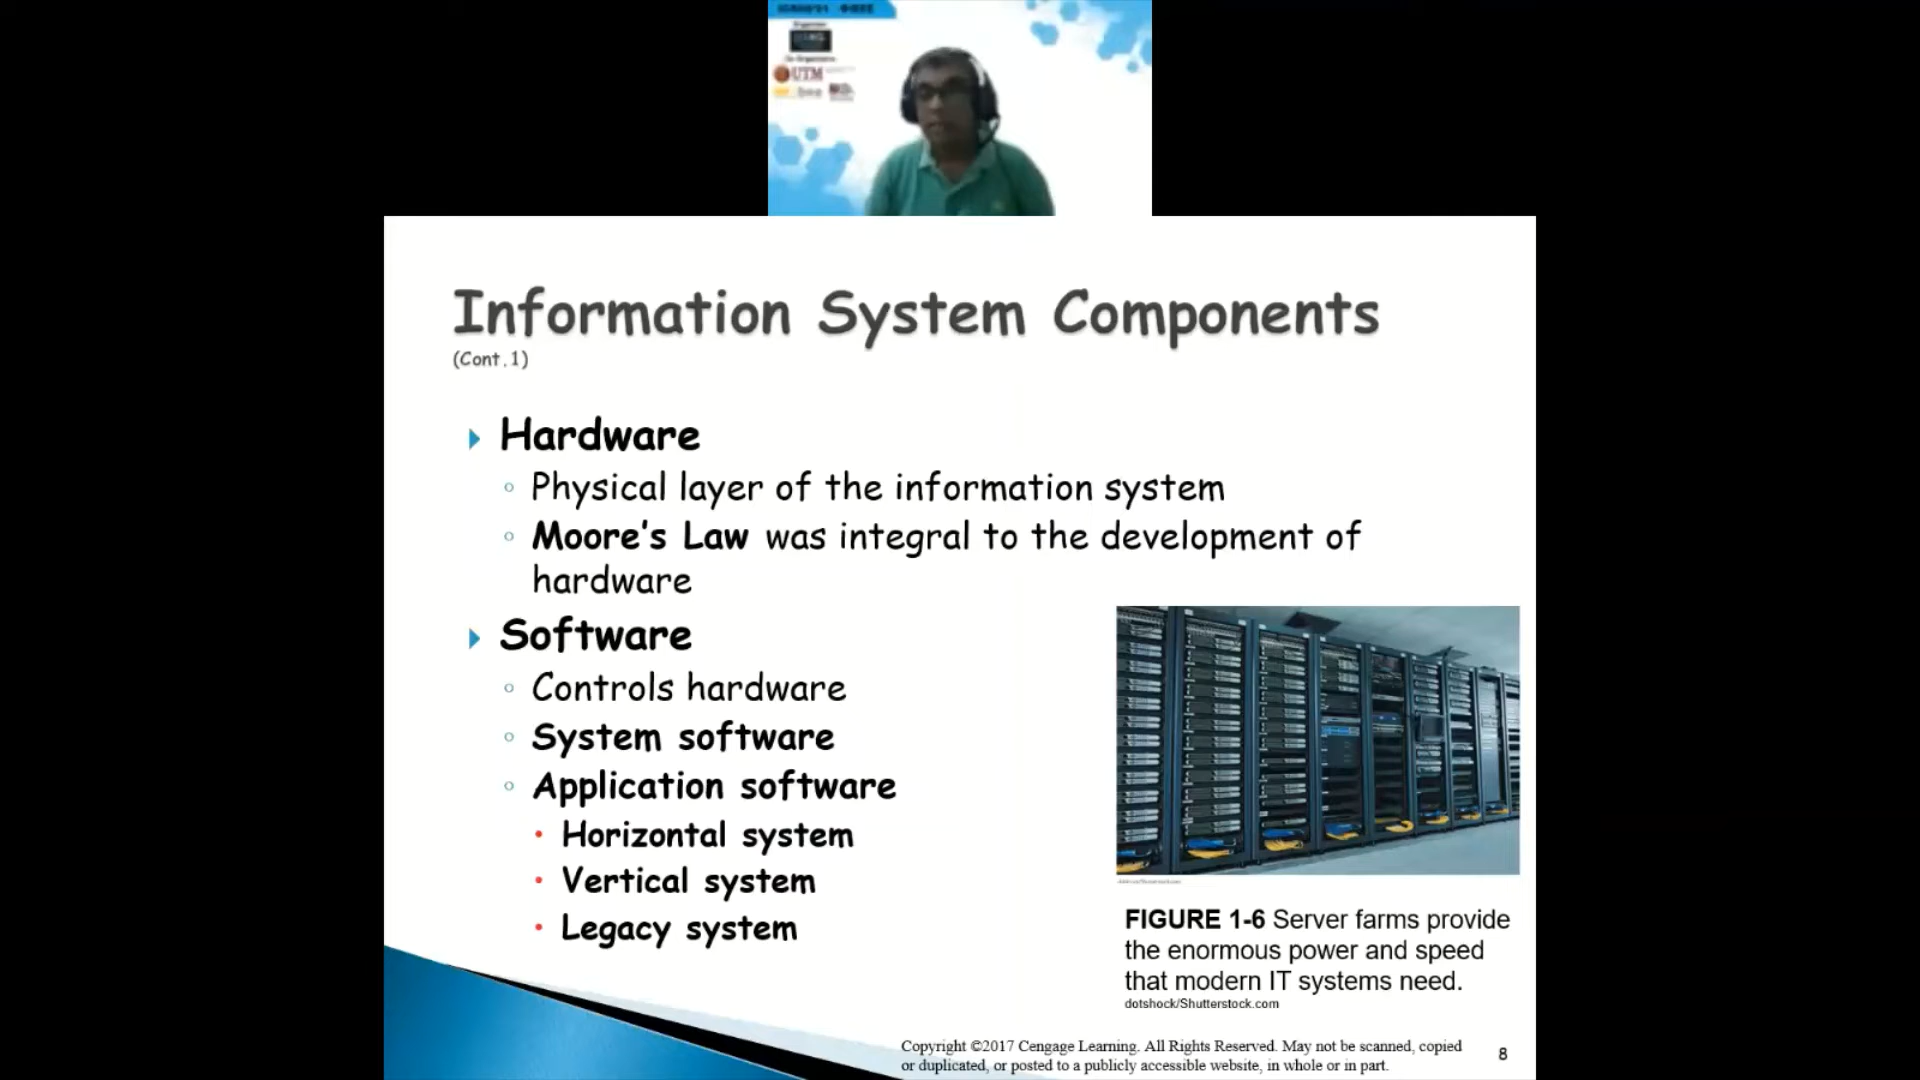 UTM
Information System Components
(Cont.1)
Hardware
Physical layer of the information system
Moore's Law was integral to the development of
hardware
Software
Controls hardware
System software
Application software
Horizontal system
Vertical system
Legacy system
FIGURE 1-6 Server farms provide
the enormous power and speed
that modern IT systems need.
dotshock/Shutterstock.com
Copyright ©2017 Cengage Learning. All Rights Reserved. May not be scanned, copied
or duplicated, or posted to a publicly accessible website, in whole or in part.
8